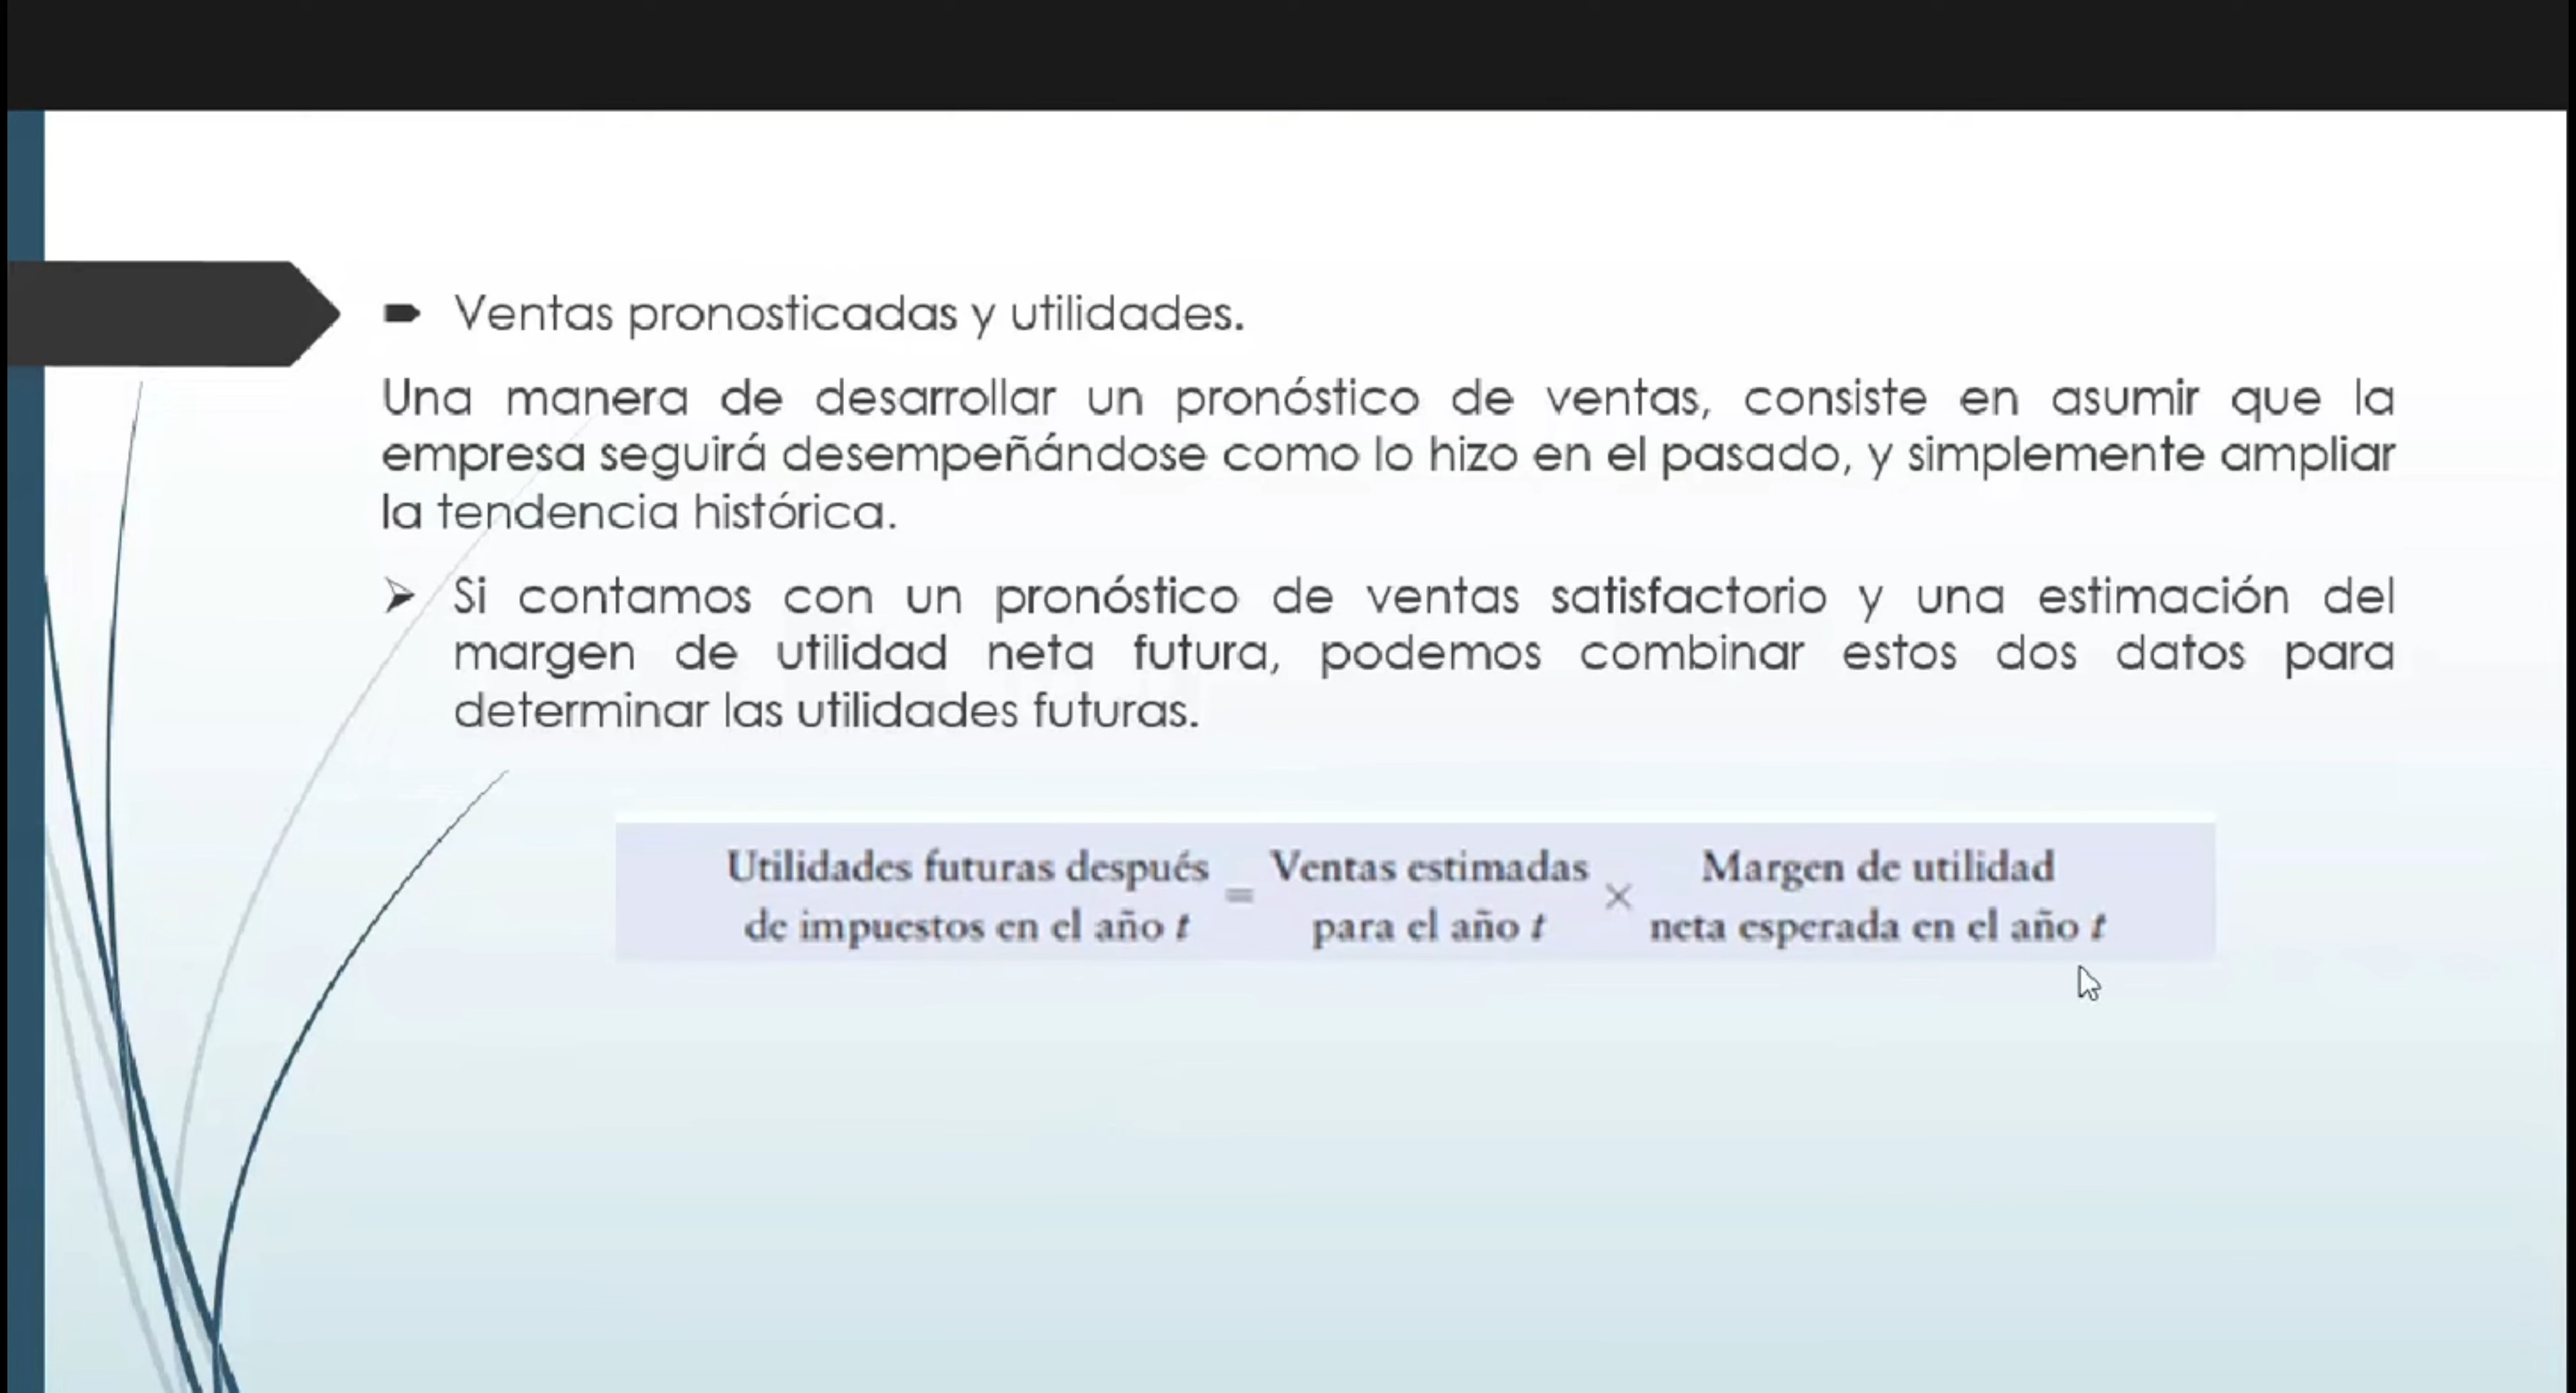 Ventas pronosticadas y utilidades.
Una manera de desarrollar un pronóstico de ventas, consiste en asumir que la
empresa seguirá desempeñándose como lo hizo en el pasado, y simplemente ampliar
la tendencia histórica.
Si contamos con un pronóstico de ventas satisfactorio y una estimación del
margen de utilidad neta futura, podemos combinar estos dos datos para
determinar las utilidades futuras.
Utilidades futuras después de impuestos en el año t = Ventas estimadas para el año t × Margen de utilidad neta esperada en el año t